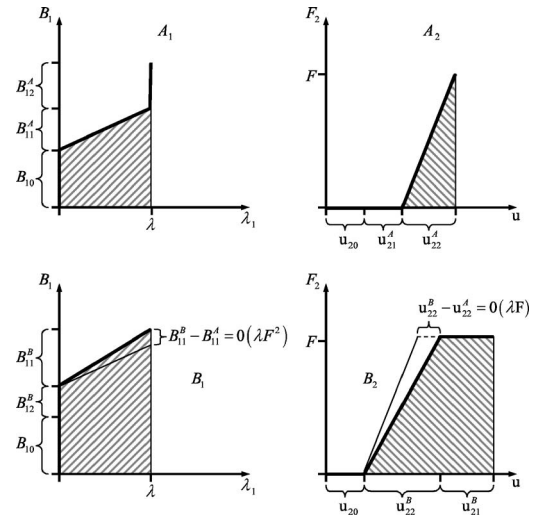 B₁
A₁
B₁₂ᴬ
B₁₁ᴬ
B₁₀
λ
λ₁
F₂
A₂
F
u
u₂₀
u₂₁ᴬ
u₂₂ᴬ
B₁
B₁₁ᴮ − B₁₁ᴬ = 0(λF²)
B₁₁ᴮ
B₁
B₁₂ᴮ
B₁₀
λ
λ₁
F₂
u₂₂ᴮ − u₂₂ᴬ = 0(λF)
F
B₂
u
u₂₀
u₂₂ᴮ
u₂₁ᴮ